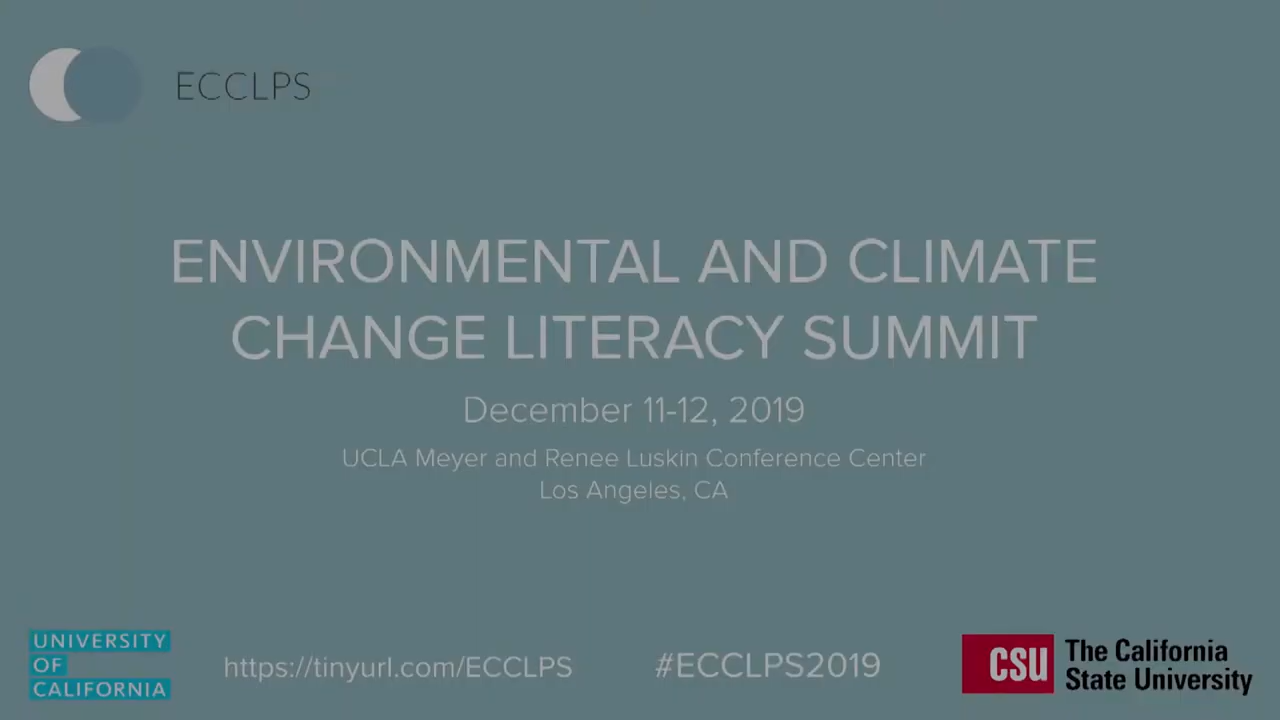 ECCLPS
ENVIRONMENTAL AND CLIMATE
CHANGE LITERACY SUMMIT
December 11-12, 2019
UCLA Meyer and Renee Luskin Conference Center
Los Angeles, CA
UNIVERSITY
OF
CALIFORNIA
https://tinyurl.com/ECCLPS
#ECCLPS2019
CSU
The California
State University